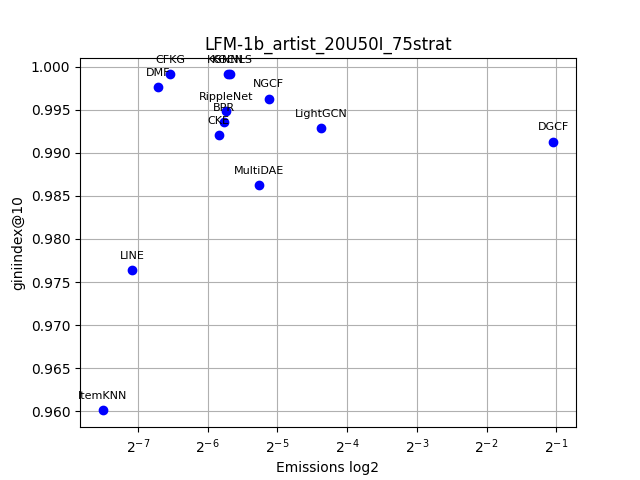 LFM-1b_artist_20U50I_75strat
CFKG
DMF
NGCF
RippleNet
BPR
LightGCN
DGCF
MultiDAE
LINE
ItemKNN
1.000
0.995
0.990
0.985
0.980
0.975
0.970
0.965
0.960
giniindex@10
2⁻⁷ 2⁻⁶ 2⁻⁵ 2⁻⁴ 2⁻³ 2⁻² 2⁻¹
Emissions log2